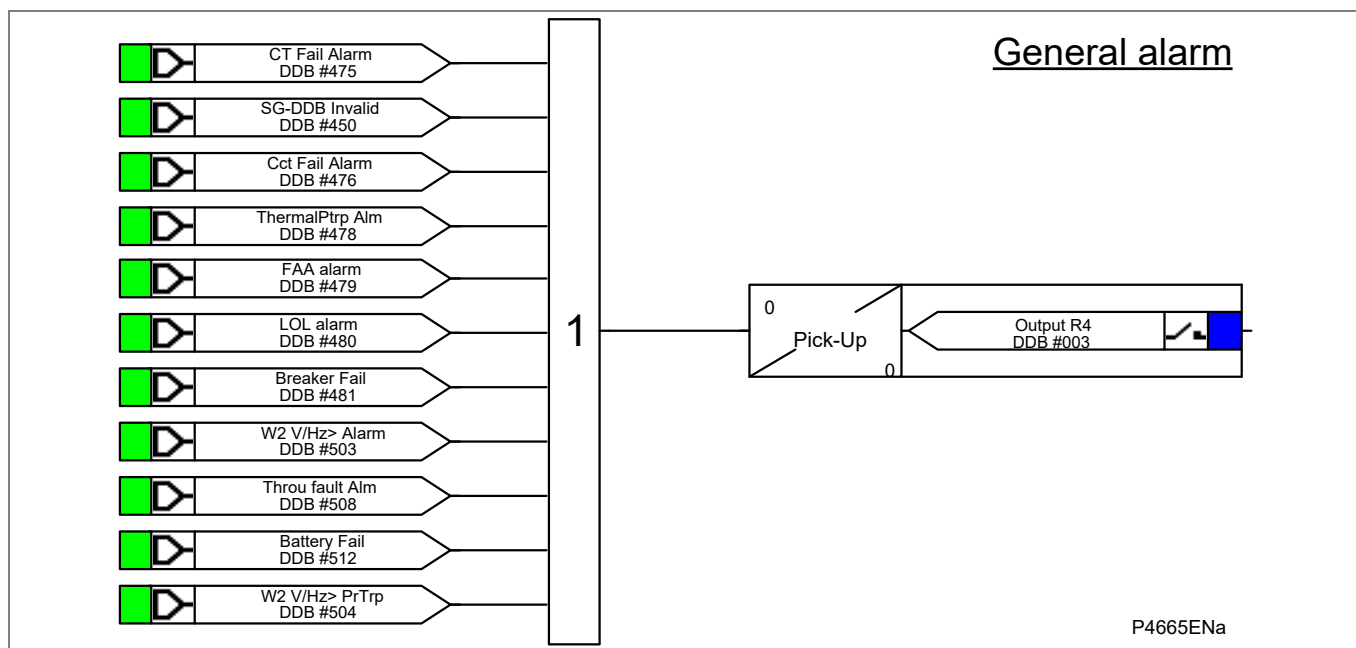 General alarm
CT Fail Alarm
DDB #475
SG-DDB Invalid
DDB #450
Cct Fail Alarm
DDB #476
ThermalPtrp Alm
DDB #478
FAA alarm
DDB #479
LOL alarm
DDB #480
Breaker Fail
DDB #481
W2 V/Hz> Alarm
DDB #503
Throu fault Alm
DDB #508
Battery Fail
DDB #512
W2 V/Hz> PrTrp
DDB #504
1
0
Pick-Up
0
Output R4
DDB #003
P4665ENa